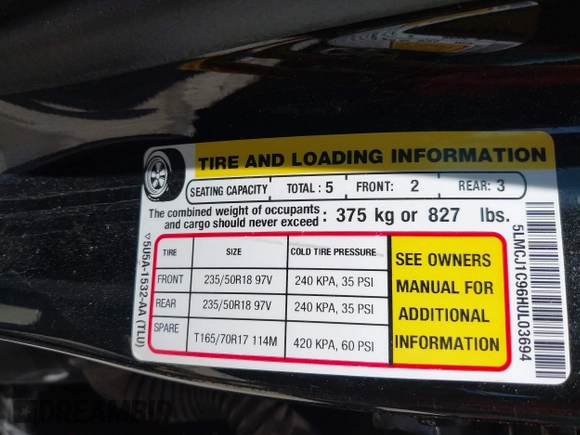 TIRE AND LOADING INFORMATION
SEATING CAPACITY TOTAL : 5 FRONT: 2 REAR: 3
The combined weight of occupants and cargo should never exceed : 375 kg or 827 lbs.
TIRE SIZE COLD TIRE PRESSURE
FRONT 235/50R18 97V 240 KPA, 35 PSI
REAR 235/50R18 97V 240 KPA, 35 PSI
SPARE T165/70R17 114M 420 KPA, 60 PSI
SEE OWNERS
MANUAL FOR
ADDITIONAL
INFORMATION
5U5A-1532-AA (TLU)
5LMCJ1C96HUL03694
DREAMBID